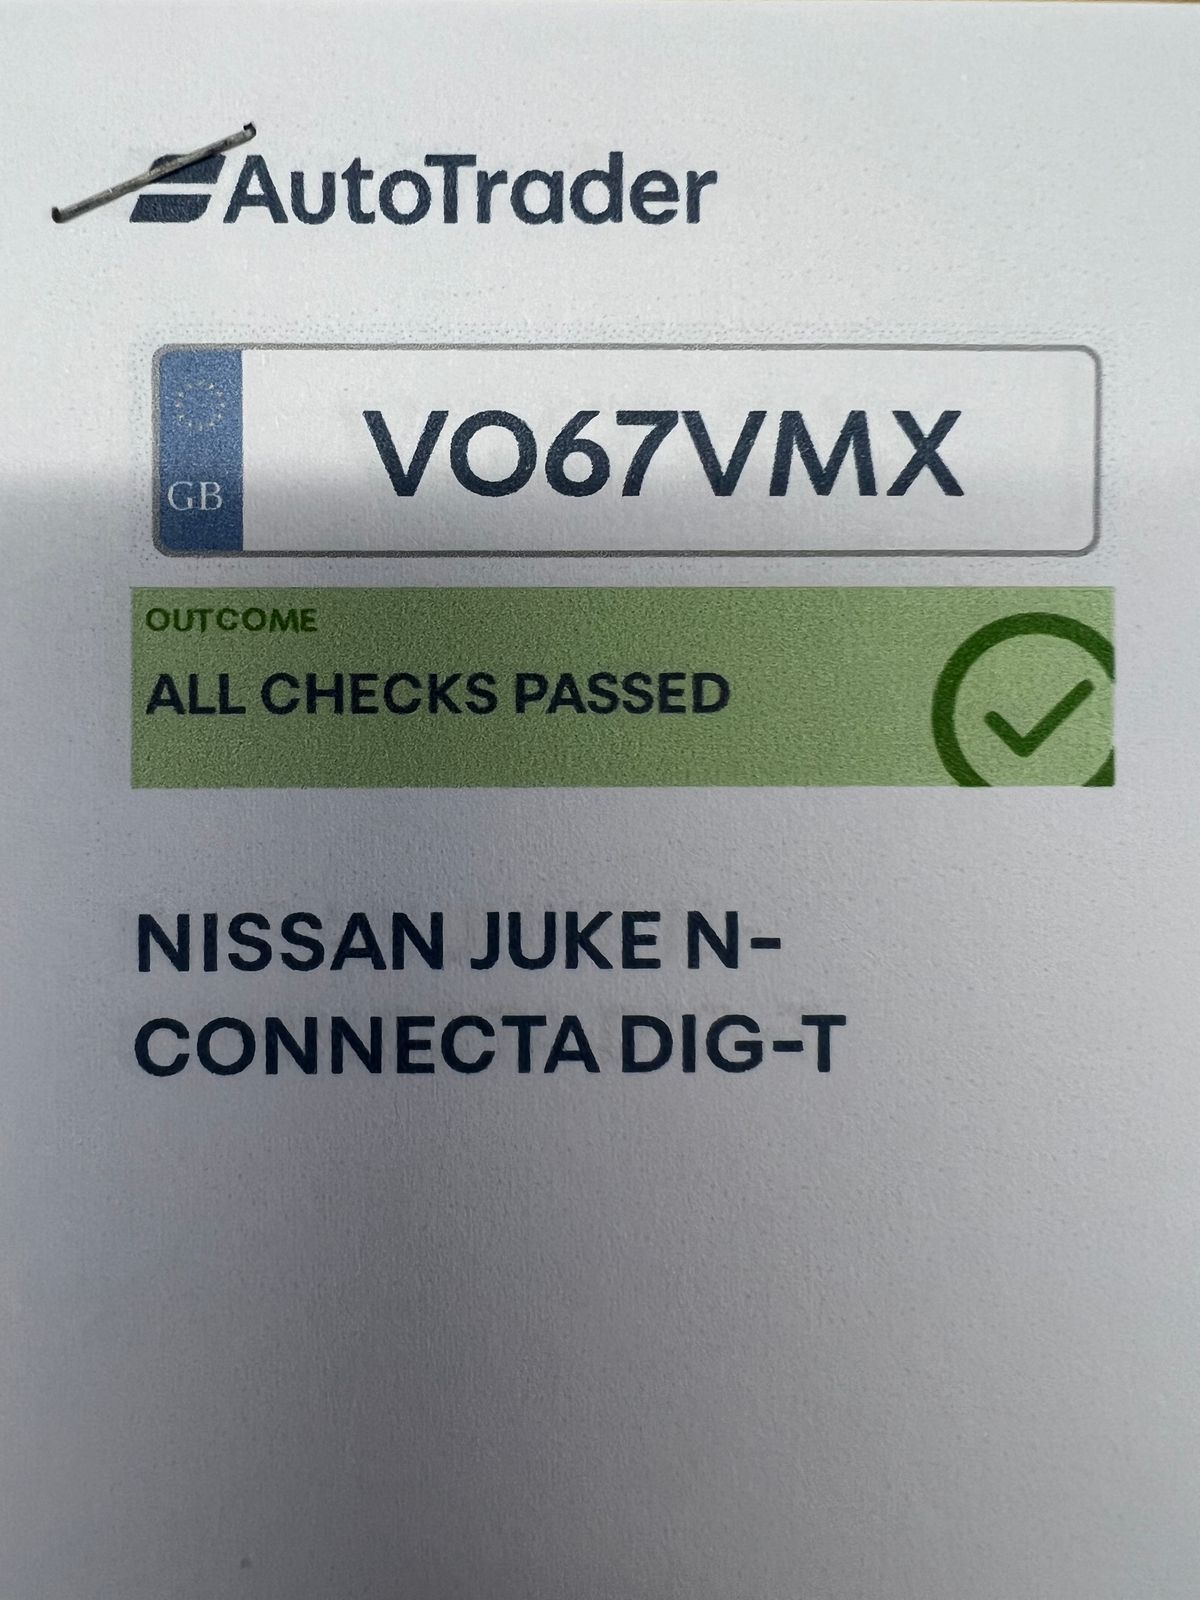 AutoTrader
GB
VO67VMX
OUTCOME
ALL CHECKS PASSED
NISSAN JUKE N-
CONNECTA DIG-T